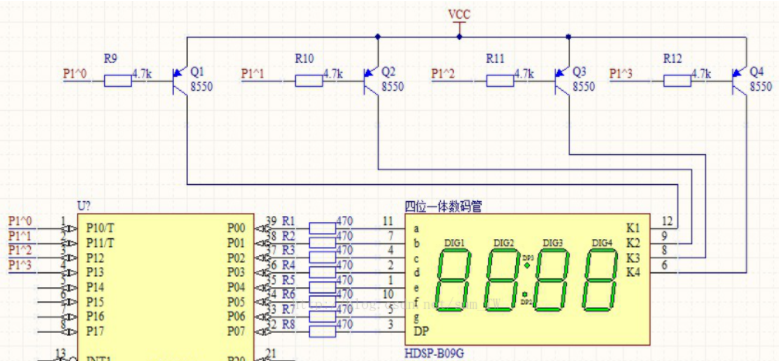 VCC
R9 R10 R11 R12
P1^0 4.7k Q1 P1^1 4.7k Q2 P1^2 4.7k Q3 P1^3 4.7k Q4
8550 8550 8550 8550
U? 四位一体数码管
P1^0 1 P10/T P00 39 R1 470 11 a K1 12
P1^1 2 P11/T P01 38 R2 470 7 b DIG1 DIG2 DIG3 DIG4 K2 9
P1^2 3 P12 P02 37 R3 470 4 c DP1 K3 8
P1^3 4 P13 P03 36 R4 470 2 d K4 6
5 P14 P04 35 R5 470 1 e
6 P15 P05 34 R6 470 10 f DP2
7 P16 P06 33 R7 470 5 g
8 P17 P07 32 R8 470 3 DP
13 INT1 P20 21
HDSP-B09G